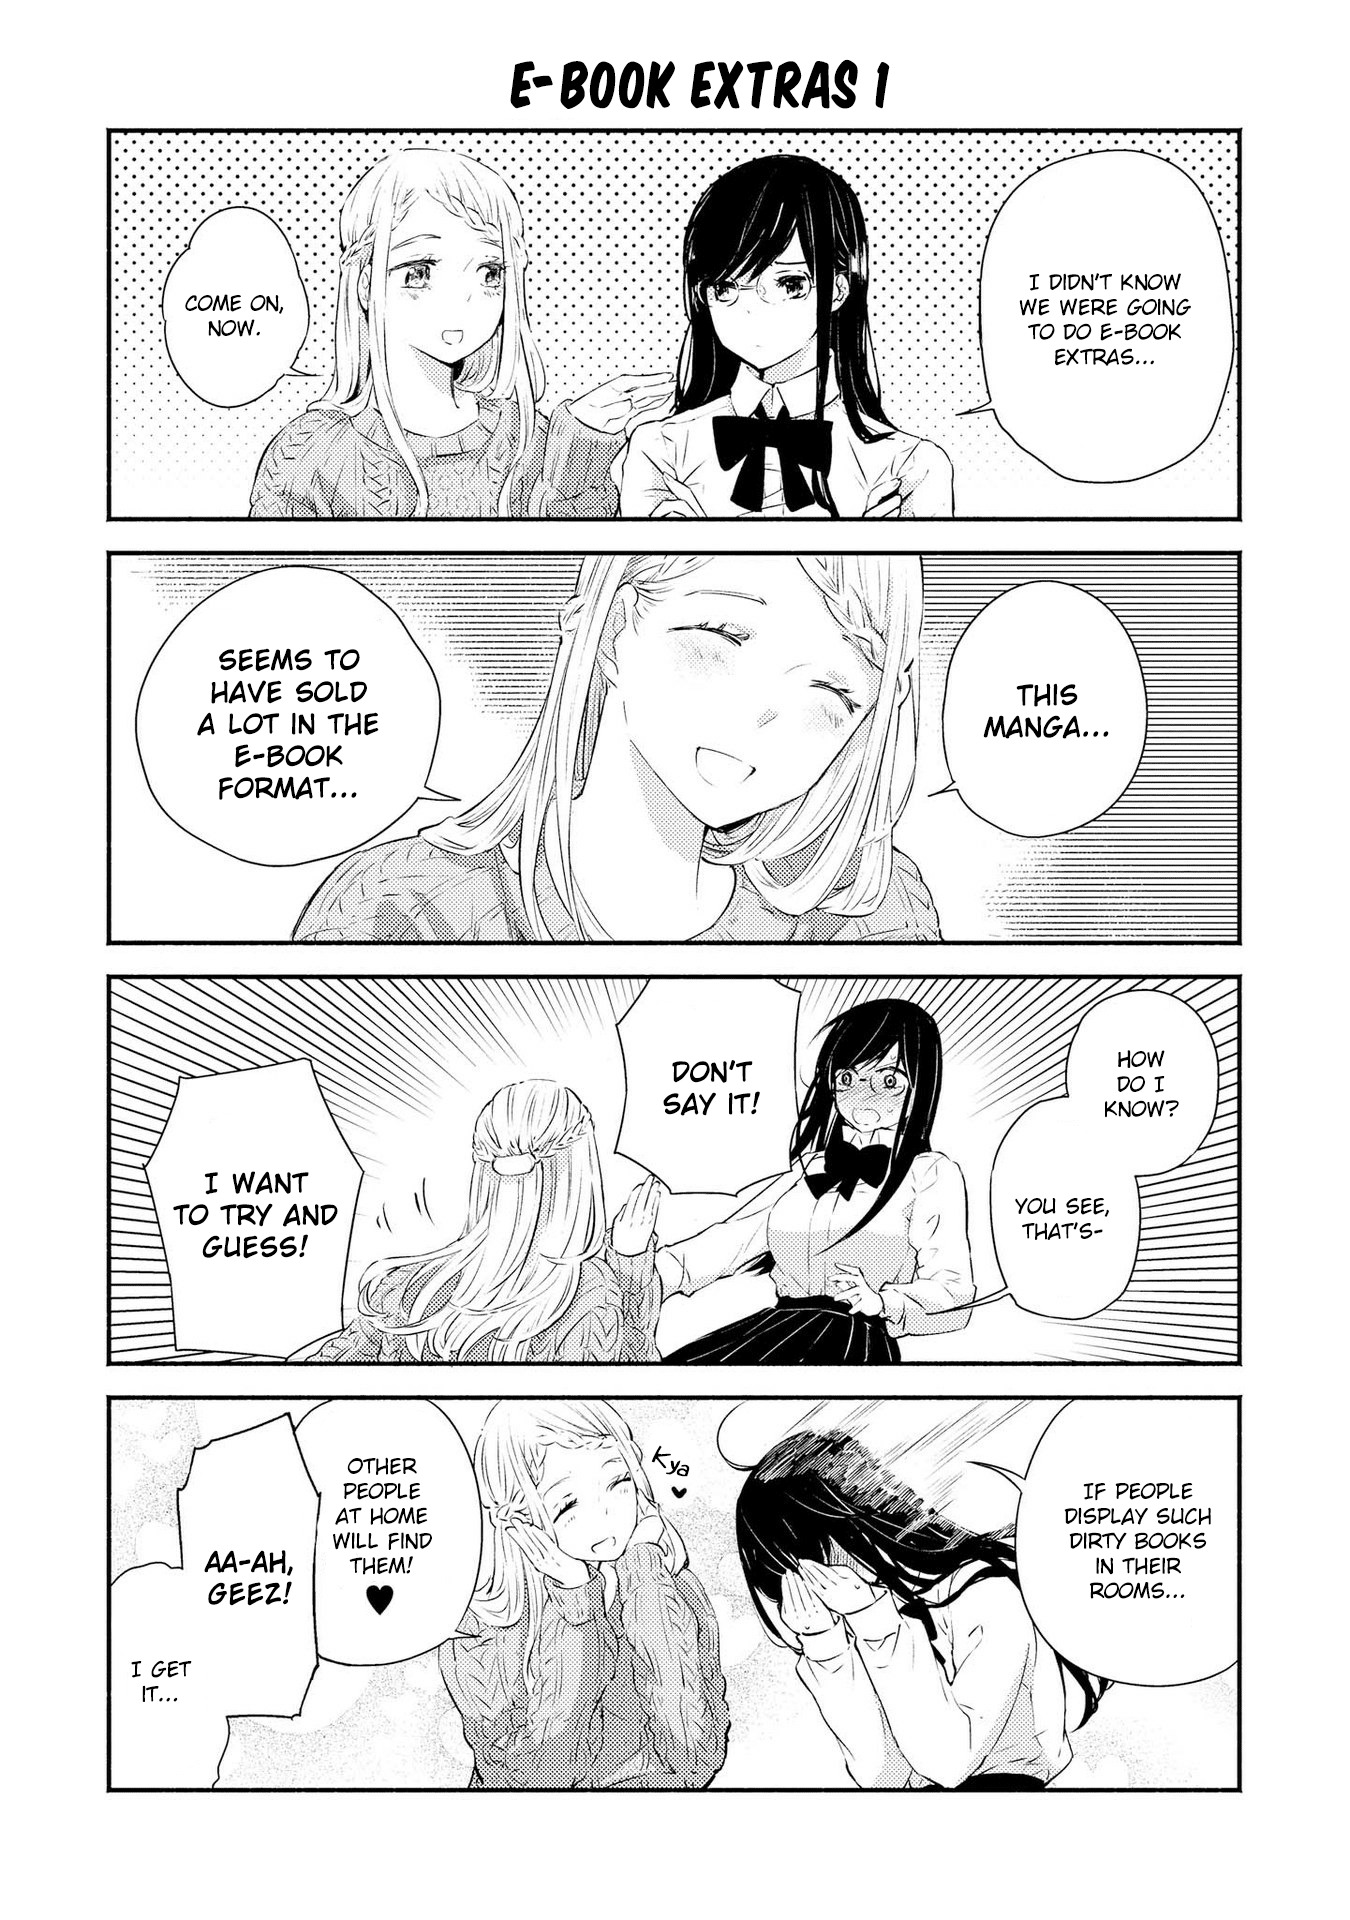 E-BOOK EXTRAS 1
I DIDN'T KNOW
WE WERE GOING
TO DO E-BOOK
EXTRAS...
COME ON,
NOW.
THIS
MANGA...
SEEMS TO
HAVE SOLD
A LOT IN THE
E-BOOK
FORMAT...
HOW
DO I
KNOW?
YOU SEE,
THAT'S-
DON'T
SAY IT!
I WANT
TO TRY AND
GUESS!
IF PEOPLE
DISPLAY SUCH
DIRTY BOOKS
IN THEIR
ROOMS...
Kya
♥
OTHER
PEOPLE
AT HOME
WILL FIND
THEM!
♥
AA-AH,
GEEZ!
I GET
IT...